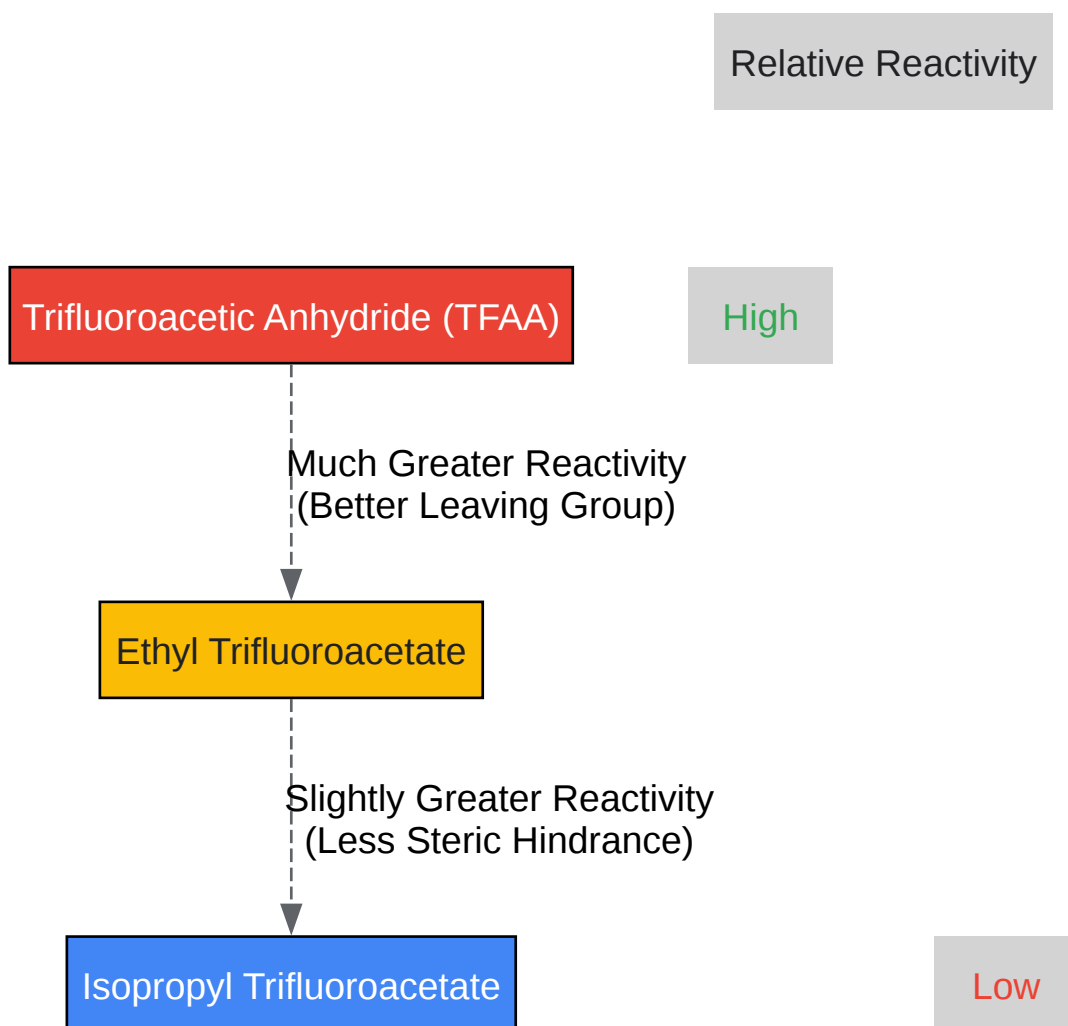 Relative Reactivity
Trifluoroacetic Anhydride (TFAA)
High
Much Greater Reactivity
(Better Leaving Group)
Ethyl Trifluoroacetate
Slightly Greater Reactivity
(Less Steric Hindrance)
Isopropyl Trifluoroacetate
Low